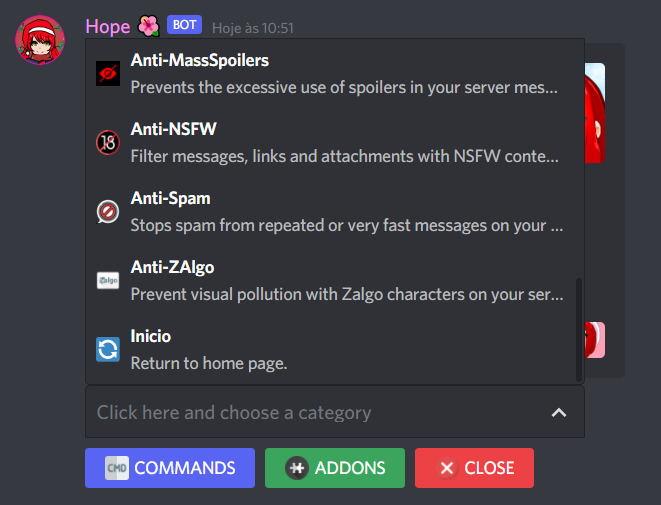 Hope BOT Hoje às 10:51
Anti-MassSpoilers
Prevents the excessive use of spoilers in your server mes...
18
Anti-NSFW
Filter messages, links and attachments with NSFW conte...
Anti-Spam
Stops spam from repeated or very fast messages on your ...
Zalgo
Anti-ZAlgo
Prevent visual pollution with Zalgo characters on your ser...
Inicio
Return to home page.
Click here and choose a category
CMD COMMANDS ADDONS CLOSE